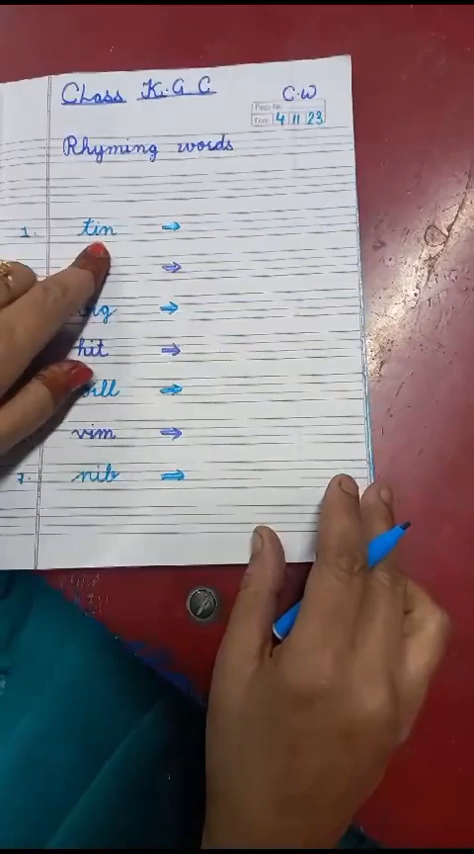 Class K.G C
C.W
Page No.
Date 4 11 23
Rhyming words
1. tin ⇒
⇒
⇒
hit ⇒
⇒
vim ⇒
7. nib ⇒